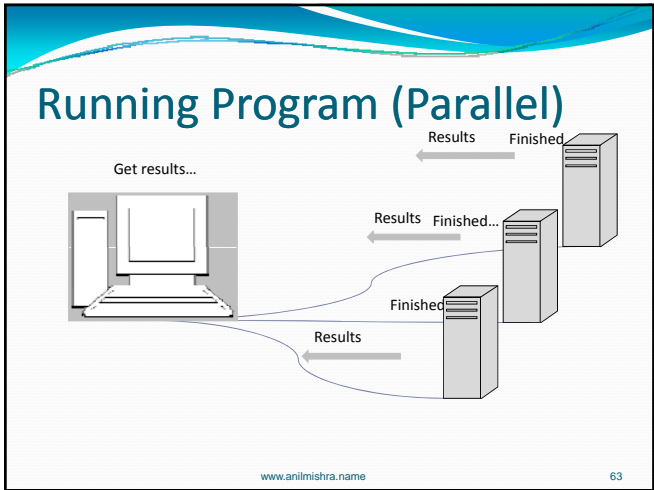 Running Program (Parallel)
Results Finished
Get results…
Results Finished…
Finished
Results
www.anilmishra.name 63